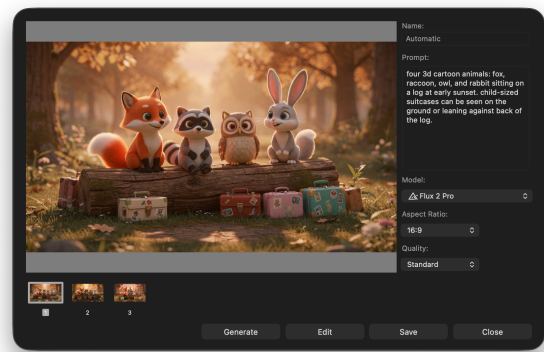 Name:
Automatic
Prompt:
four 3d cartoon animals: fox,
raccoon, owl, and rabbit sitting on
a log at early sunset. child-sized
suitcases can be seen on the
ground or leaning against back of
the log.
Model:
Flux 2 Pro
Aspect Ratio:
16:9
Quality:
Standard
1
2
3
Generate
Edit
Save
Close